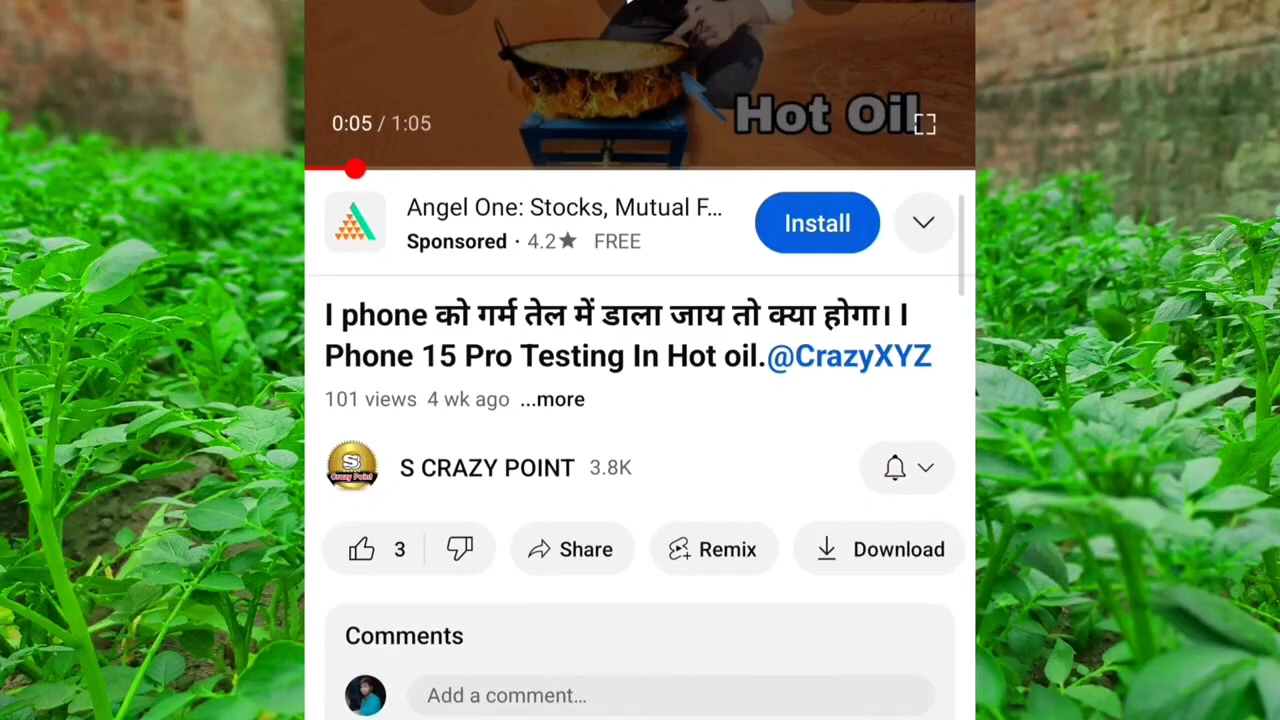 Hot Oil
0:05 / 1:05
Angel One: Stocks, Mutual F...
Sponsored · 4.2★ FREE
Install
I phone को गर्म तेल में डाला जाय तो क्या होगा। I
Phone 15 Pro Testing In Hot oil.@CrazyXYZ
101 views 4 wk ago ...more
S
Crazy Point
S CRAZY POINT 3.8K
3
Share
Remix
Download
Comments
Add a comment...